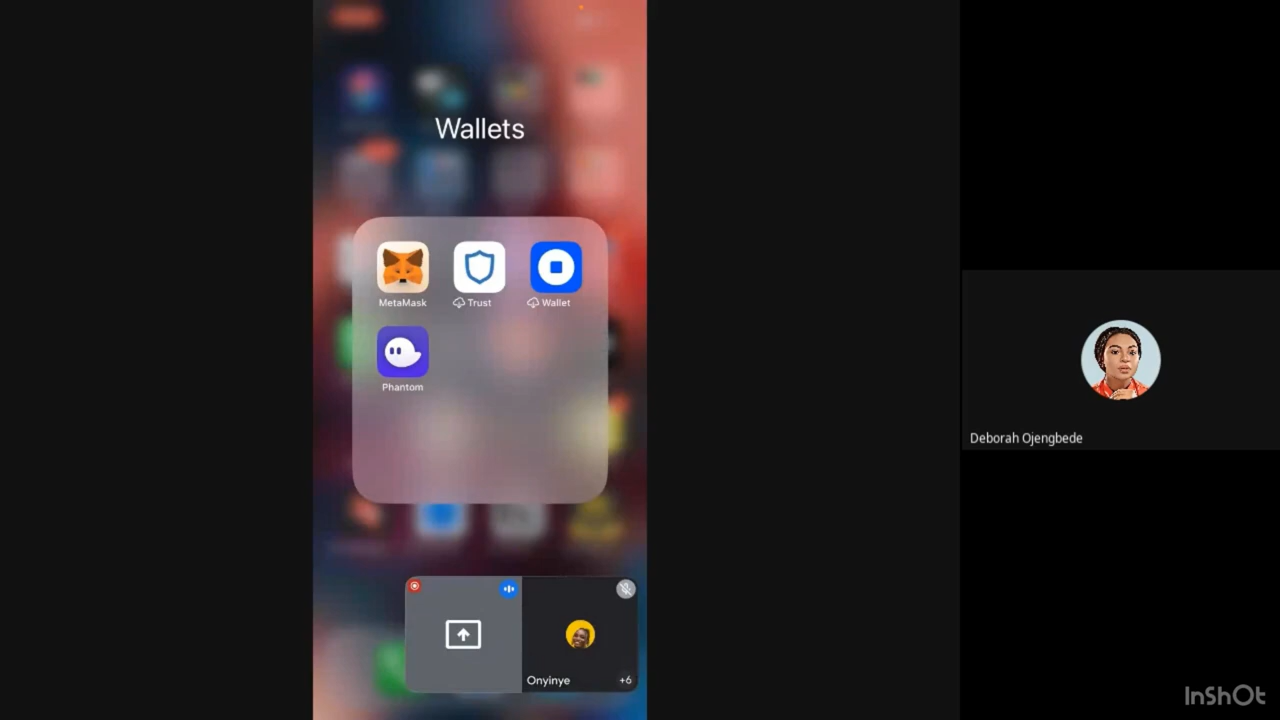 Wallets
MetaMask
Trust
Wallet
Phantom
Onyinye
+6
Deborah Ojengbede
InShOt